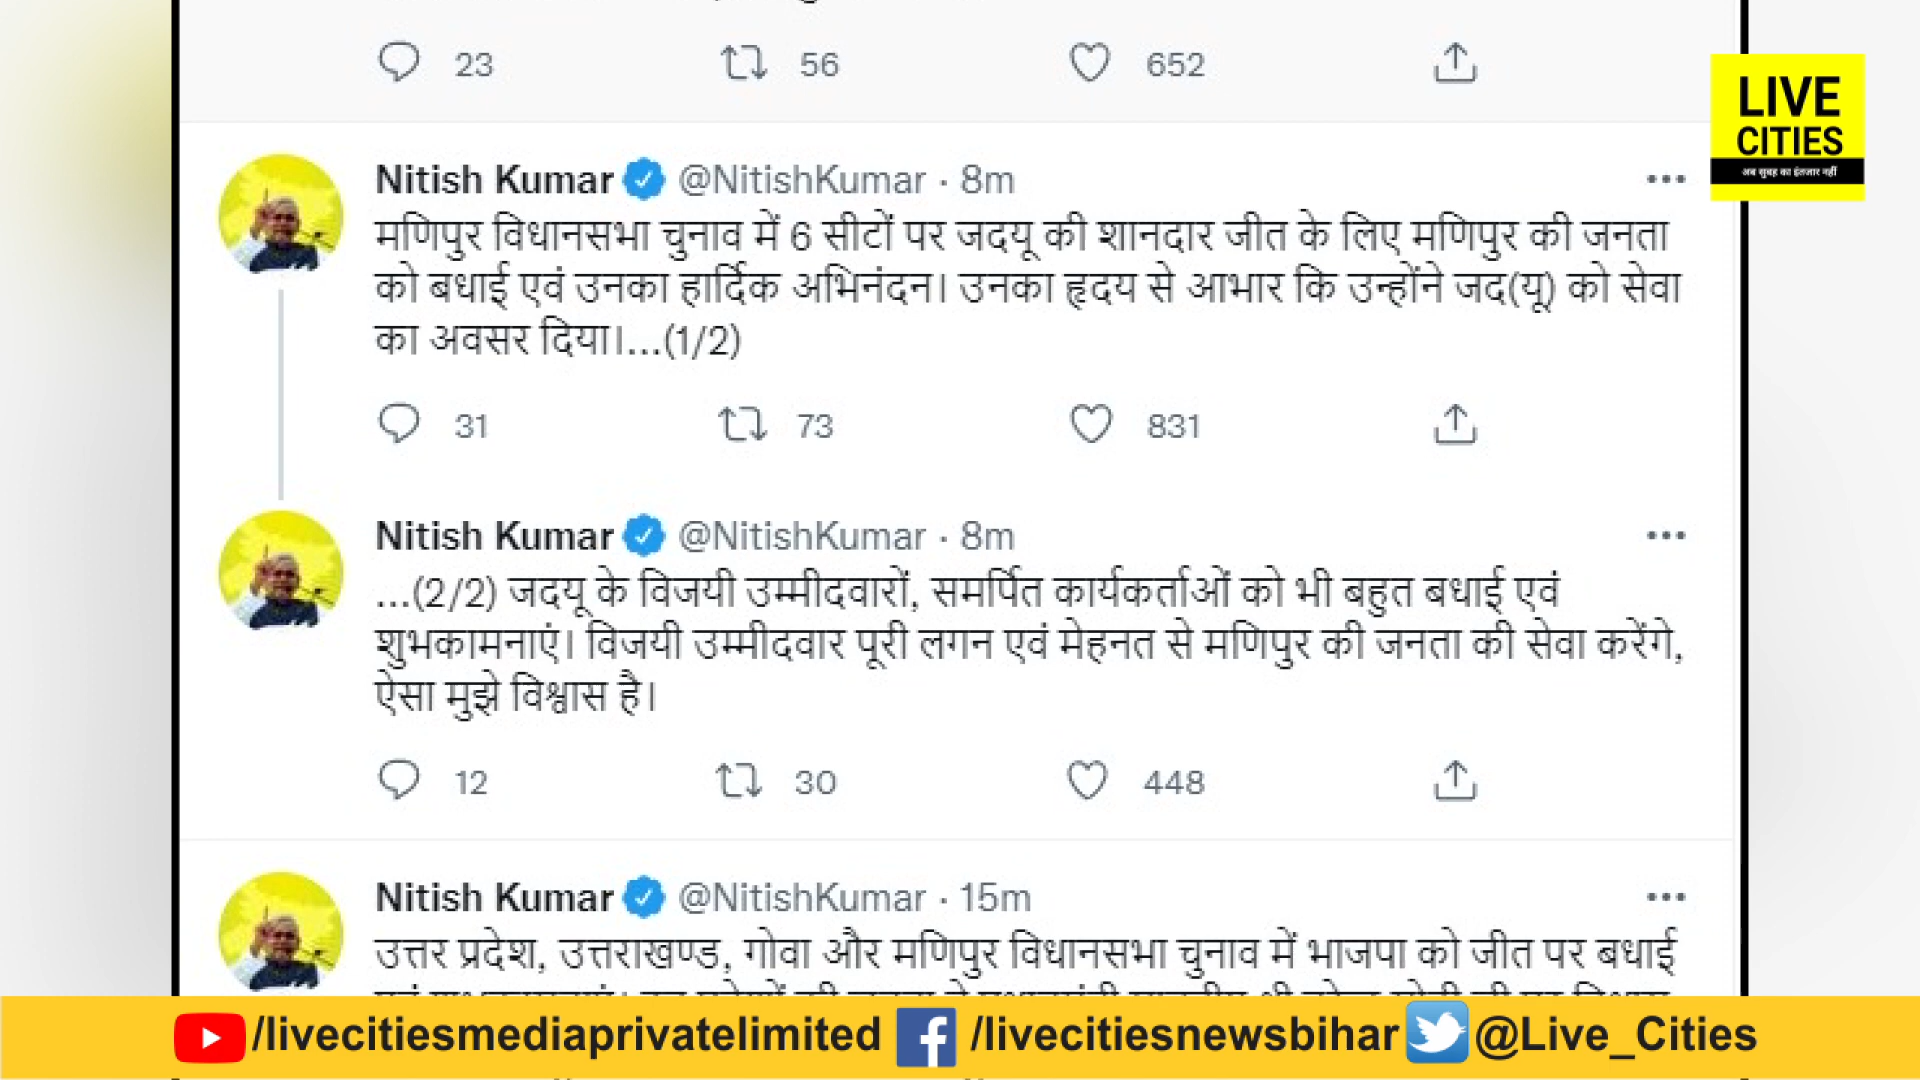 23 56 652
LIVE
CITIES
अब सुबह का इंतजार नहीं
Nitish Kumar @NitishKumar · 8m
मणिपुर विधानसभा चुनाव में 6 सीटों पर जदयू की शानदार जीत के लिए मणिपुर की जनता
को बधाई एवं उनका हार्दिक अभिनंदन। उनका हृदय से आभार कि उन्होंने जद(यू) को सेवा
का अवसर दिया।...(1/2)
31 73 831
Nitish Kumar @NitishKumar · 8m
...(2/2) जदयू के विजयी उम्मीदवारों, समर्पित कार्यकर्ताओं को भी बहुत बधाई एवं
शुभकामनाएं। विजयी उम्मीदवार पूरी लगन एवं मेहनत से मणिपुर की जनता की सेवा करेंगे,
ऐसा मुझे विश्वास है।
12 30 448
Nitish Kumar @NitishKumar · 15m
उत्तर प्रदेश, उत्तराखण्ड, गोवा और मणिपुर विधानसभा चुनाव में भाजपा को जीत पर बधाई
/livecitiesmediaprivatelimited /livecitiesnewsbihar @Live_Cities